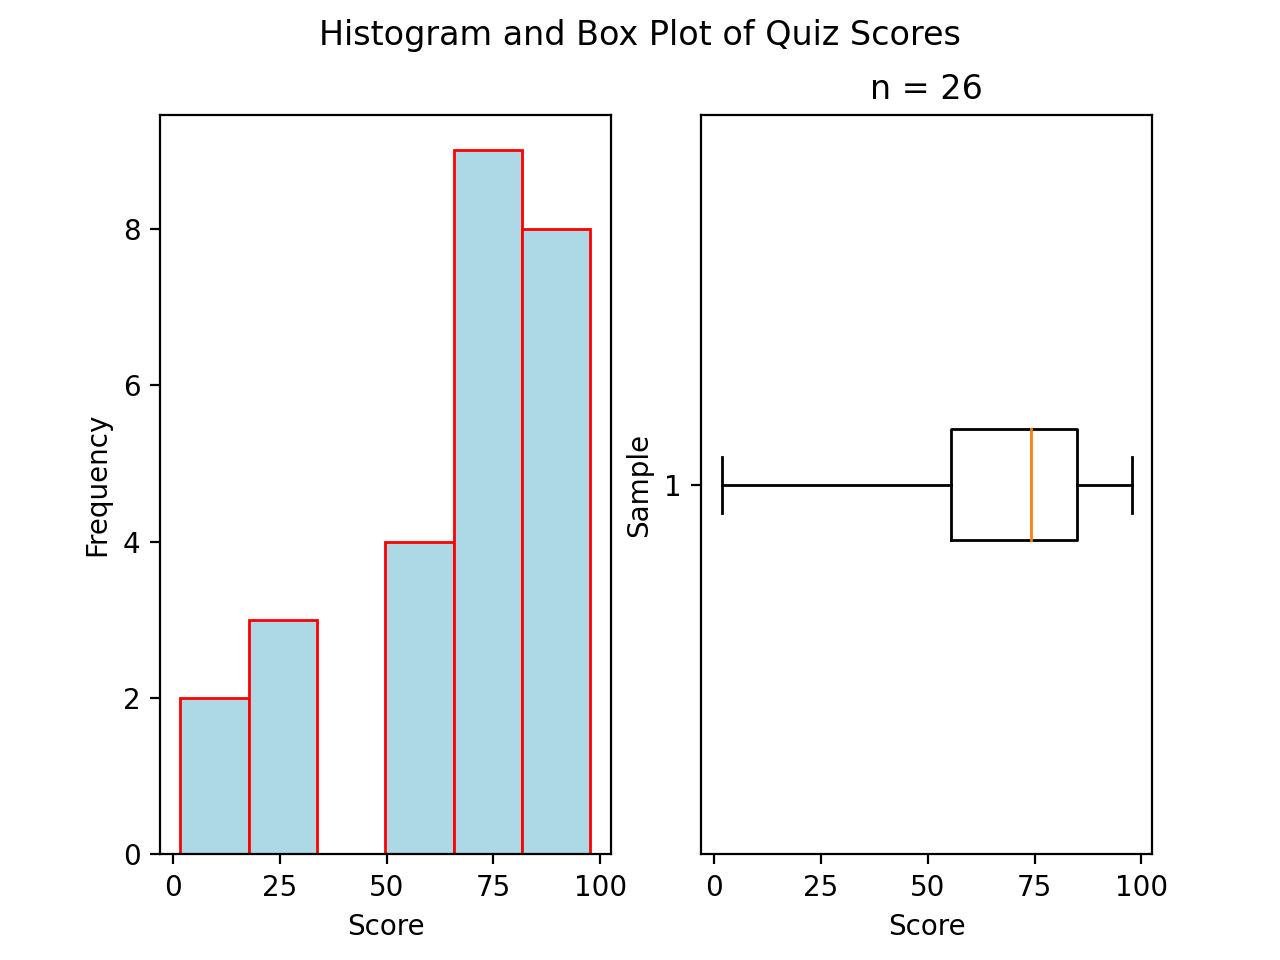 Histogram and Box Plot of Quiz Scores
Frequency
8
6
4
2
0
0 25 50 75 100
Score
n = 26
Sample
1
0 25 50 75 100
Score